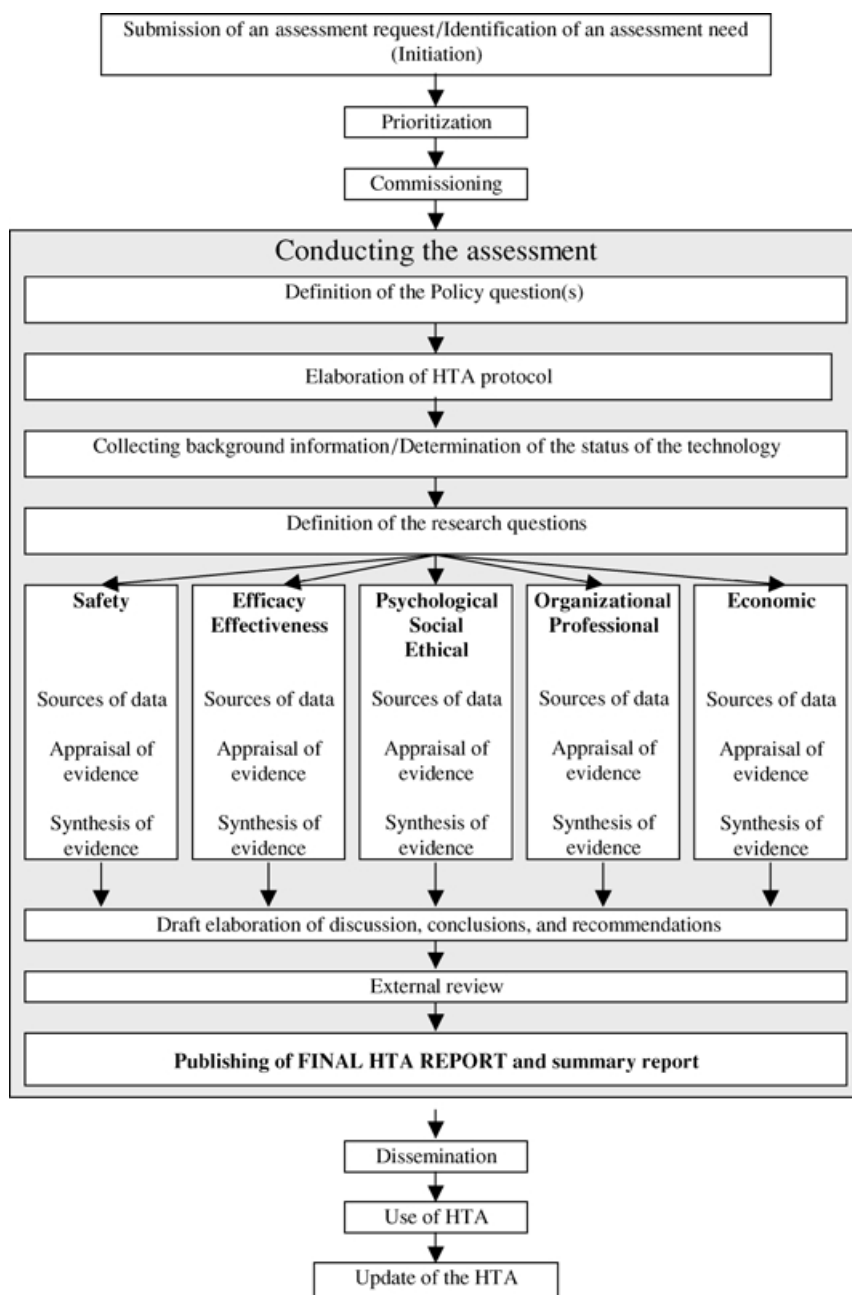 Submission of an assessment request/Identification of an assessment need
(Initiation)
Prioritization
Commissioning
Conducting the assessment
Definition of the Policy question(s)
Elaboration of HTA protocol
Collecting background information/Determination of the status of the technology
Definition of the research questions
Safety
Sources of data
Appraisal of
evidence
Synthesis of
evidence
Efficacy
Effectiveness
Sources of data
Appraisal of
evidence
Synthesis of
evidence
Psychological
Social
Ethical
Sources of data
Appraisal of
evidence
Synthesis of
evidence
Organizational
Professional
Sources of data
Appraisal of
evidence
Synthesis of
evidence
Economic
Sources of data
Appraisal of
evidence
Synthesis of
evidence
Draft elaboration of discussion, conclusions, and recommendations
External review
Publishing of FINAL HTA REPORT and summary report
Dissemination
Use of HTA
Update of the HTA